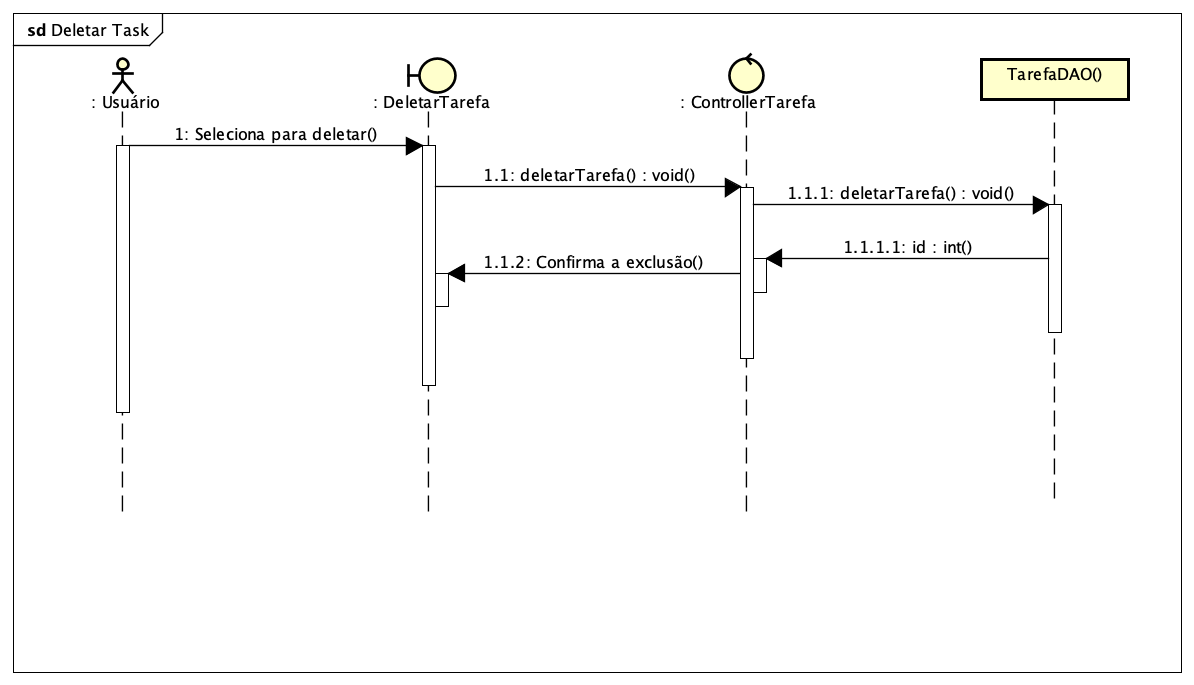 sd Deletar Task
: Usuário
: DeletarTarefa
: ControllerTarefa
TarefaDAO()
1: Seleciona para deletar()
1.1: deletarTarefa() : void()
1.1.1: deletarTarefa() : void()
1.1.1.1: id : int()
1.1.2: Confirma a exclusão()